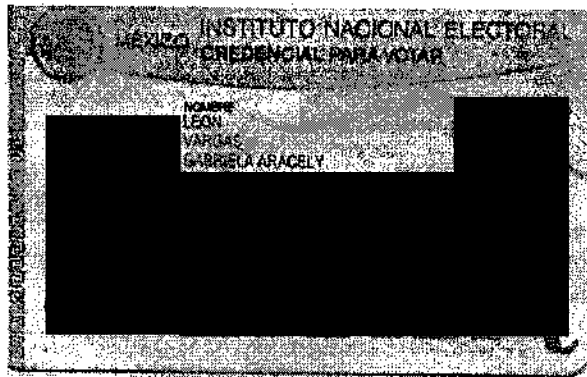 MÉXICO INSTITUTO NACIONAL ELECTORAL
CREDENCIAL PARA VOTAR
NOMBRE
LEON
VARGAS
GABRIELA ARACELY